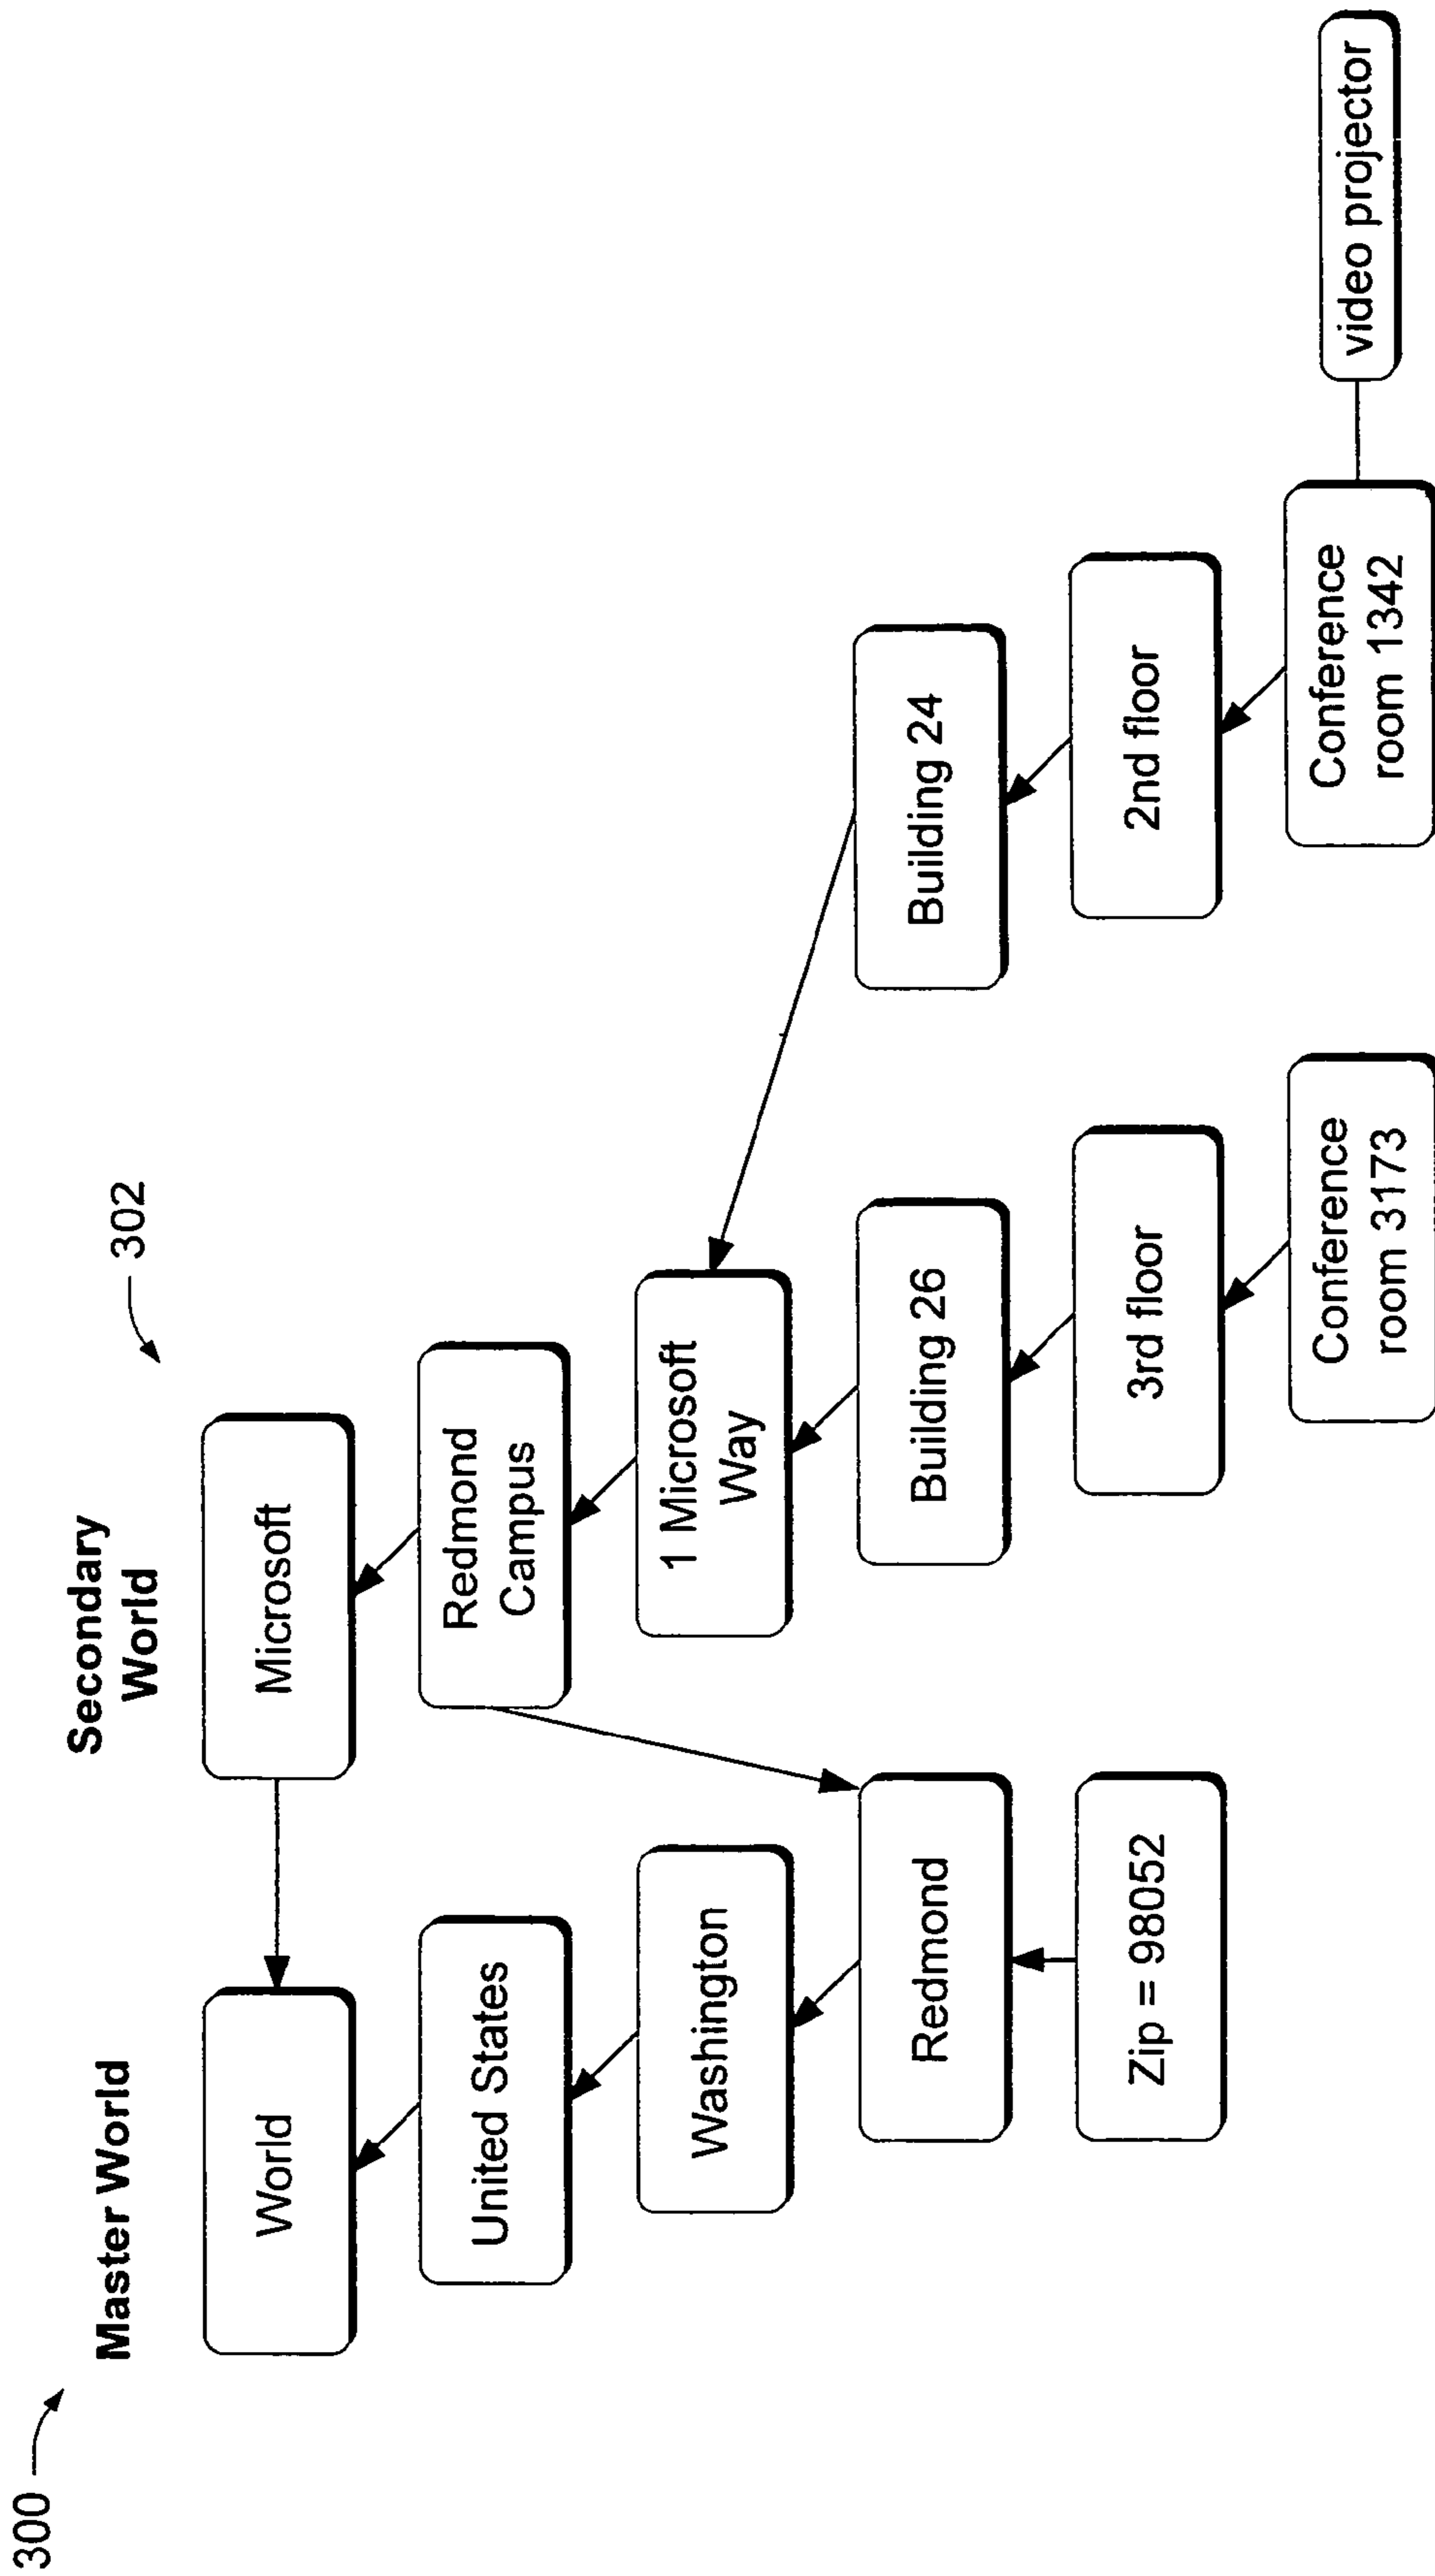 300
Master World
Secondary
World
302
World
Microsoft
United States
Redmond
Campus
Washington
1 Microsoft
Way
Redmond
Building 26
Building 24
Zip = 98052
3rd floor
2nd floor
Conference
room 3173
Conference
room 1342
video projector